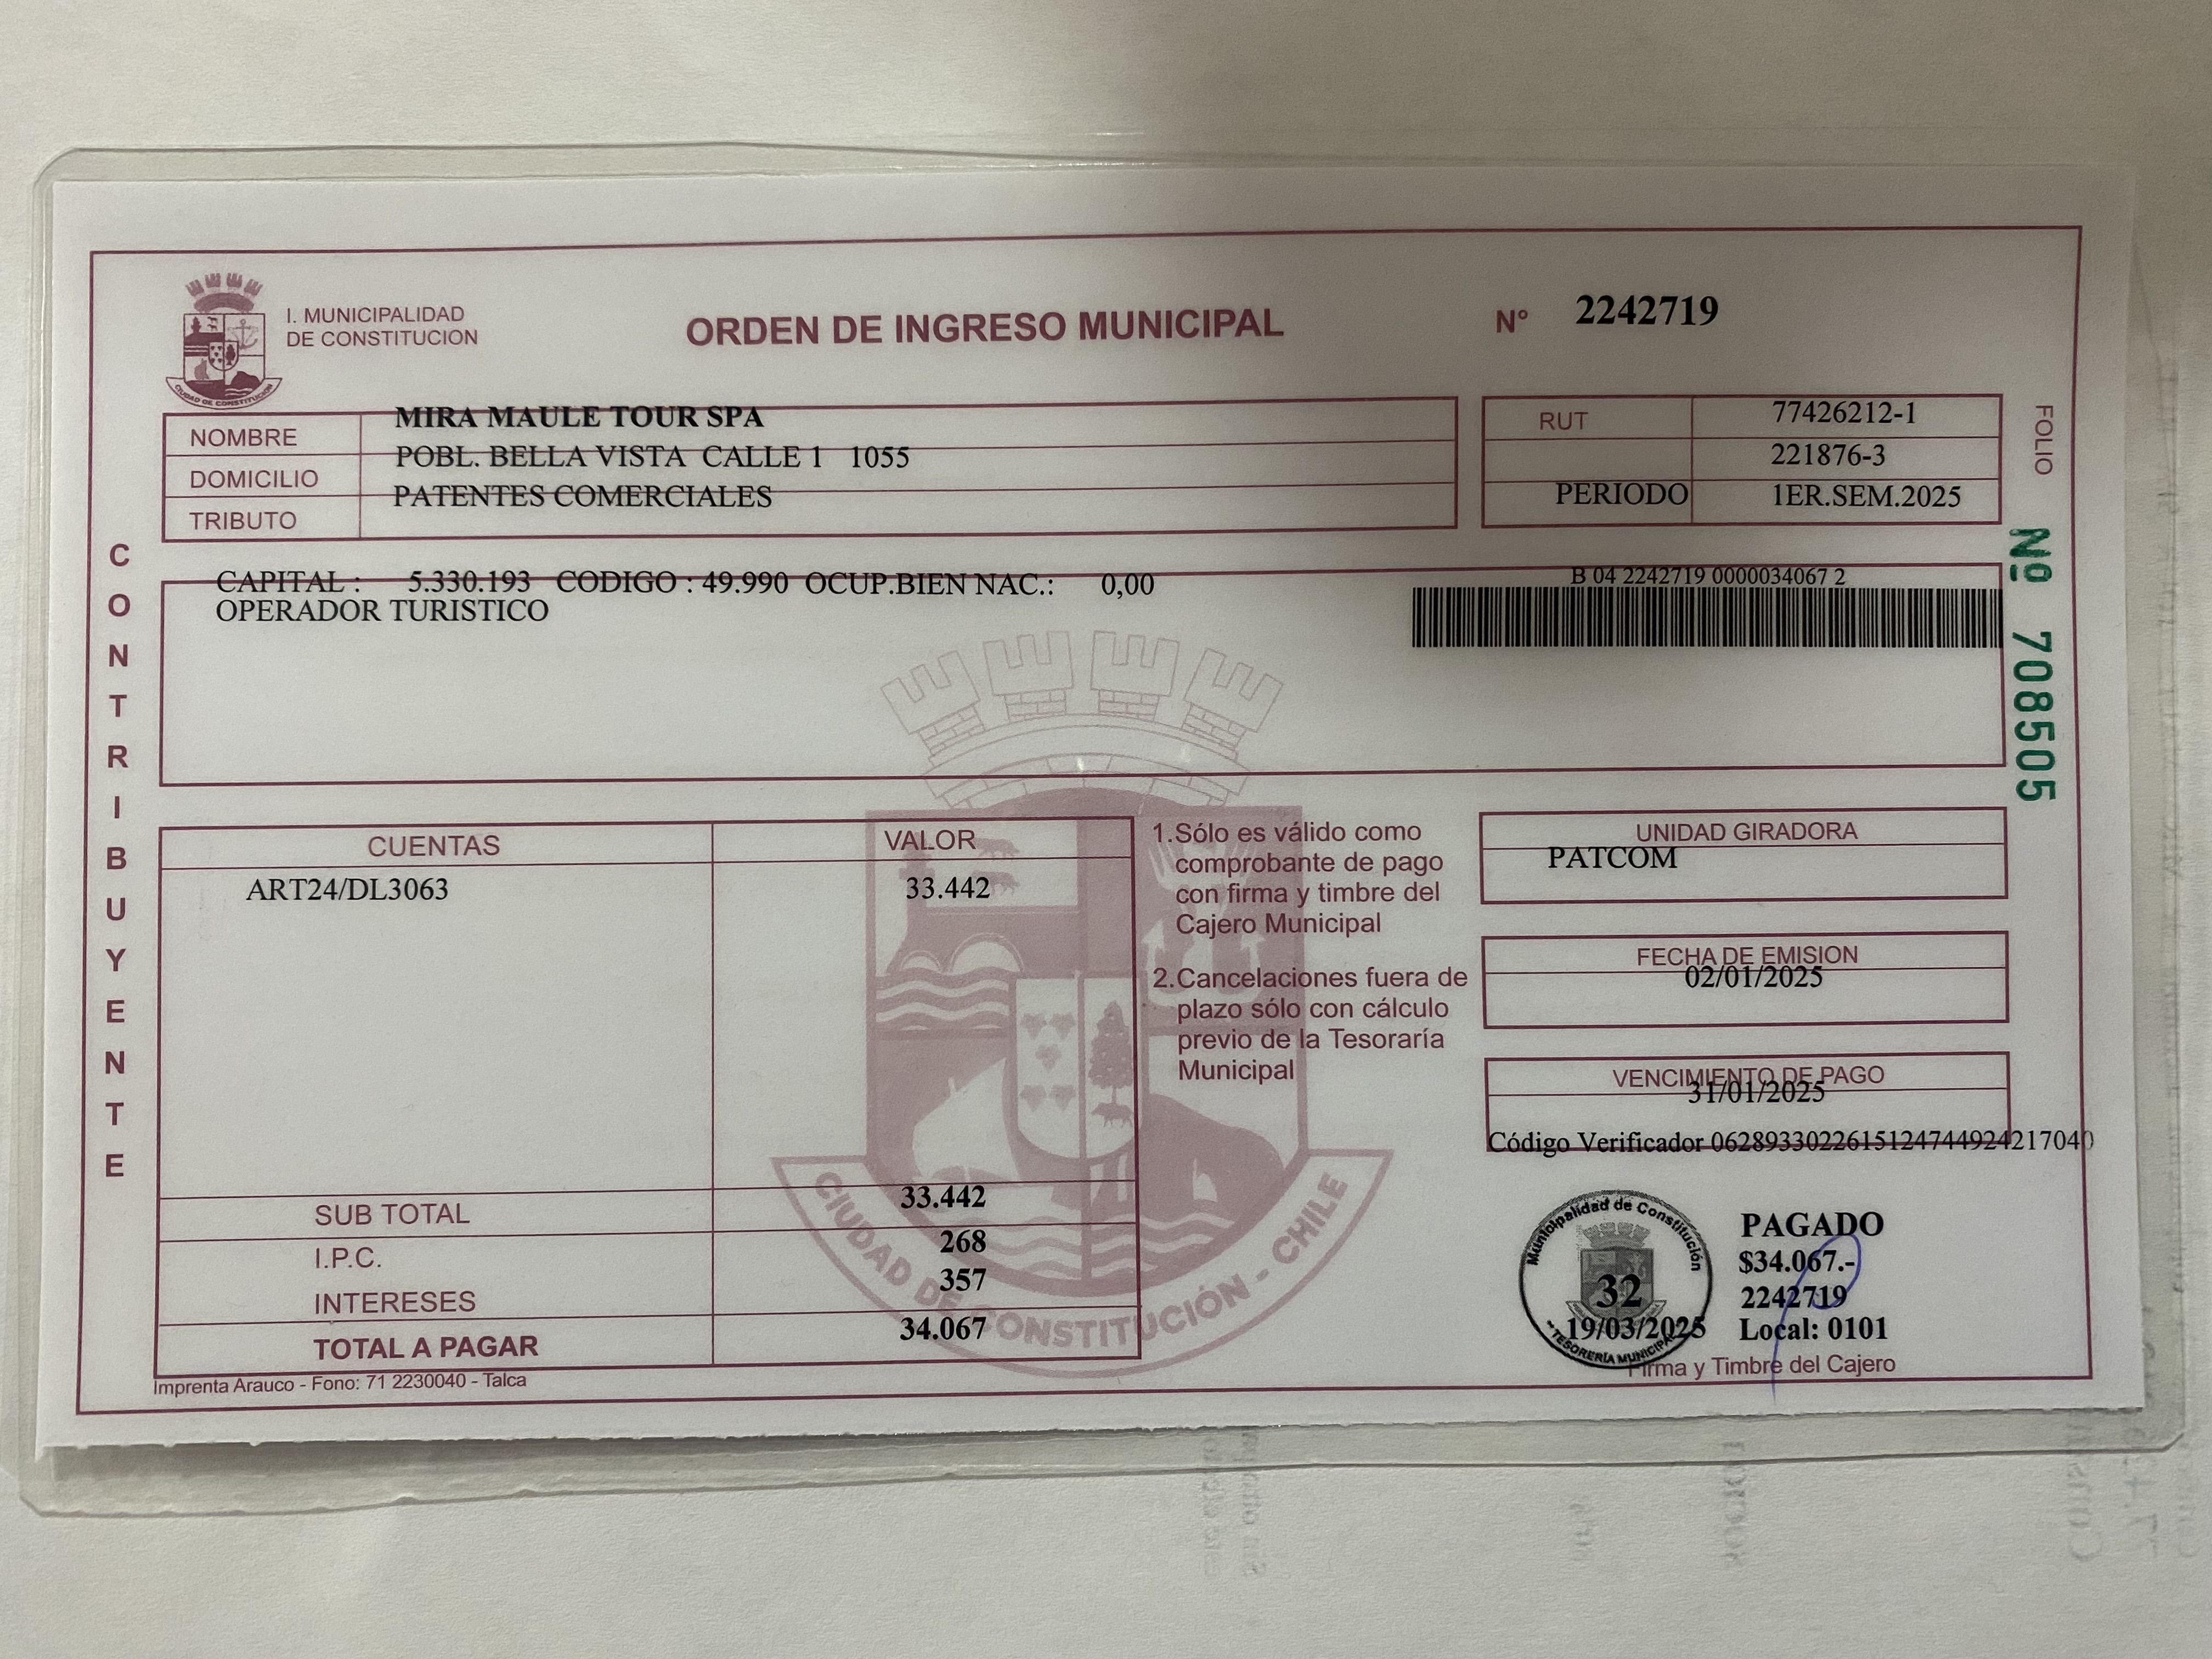 I. MUNICIPALIDAD
DE CONSTITUCION
CIUDAD DE CONSTITUCION
ORDEN DE INGRESO MUNICIPAL
N° 2242719
NOMBRE MIRA MAULE TOUR SPA
DOMICILIO POBL. BELLA VISTA CALLE 1 1055
TRIBUTO PATENTES COMERCIALES
RUT 77426212-1
221876-3
PERIODO 1ER.SEM.2025
FOLIO
Nº 708505
CONTRIBUYENTE
CAPITAL : 5.330.193 CODIGO : 49.990 OCUP.BIEN NAC.: 0,00
OPERADOR TURISTICO
B 04 2242719 0000034067 2
CUENTAS VALOR
ART24/DL3063 33.442
SUB TOTAL 33.442
I.P.C. 268
INTERESES 357
TOTAL A PAGAR 34.067
Imprenta Arauco - Fono: 71 2230040 - Talca
CIUDAD DE CONSTITUCIÓN - CHILE
1.Sólo es válido como
comprobante de pago
con firma y timbre del
Cajero Municipal
2.Cancelaciones fuera de
plazo sólo con cálculo
previo de la Tesoraría
Municipal
UNIDAD GIRADORA
PATCOM
FECHA DE EMISION
02/01/2025
VENCIMIENTO DE PAGO
31/01/2025
Código Verificador 0628933022615124744924217040
Municipalidad de Constitución
32
19/03/2025
TESORERÍA MUNICIPAL
PAGADO
$34.067.-
2242719
Local: 0101
Firma y Timbre del Cajero